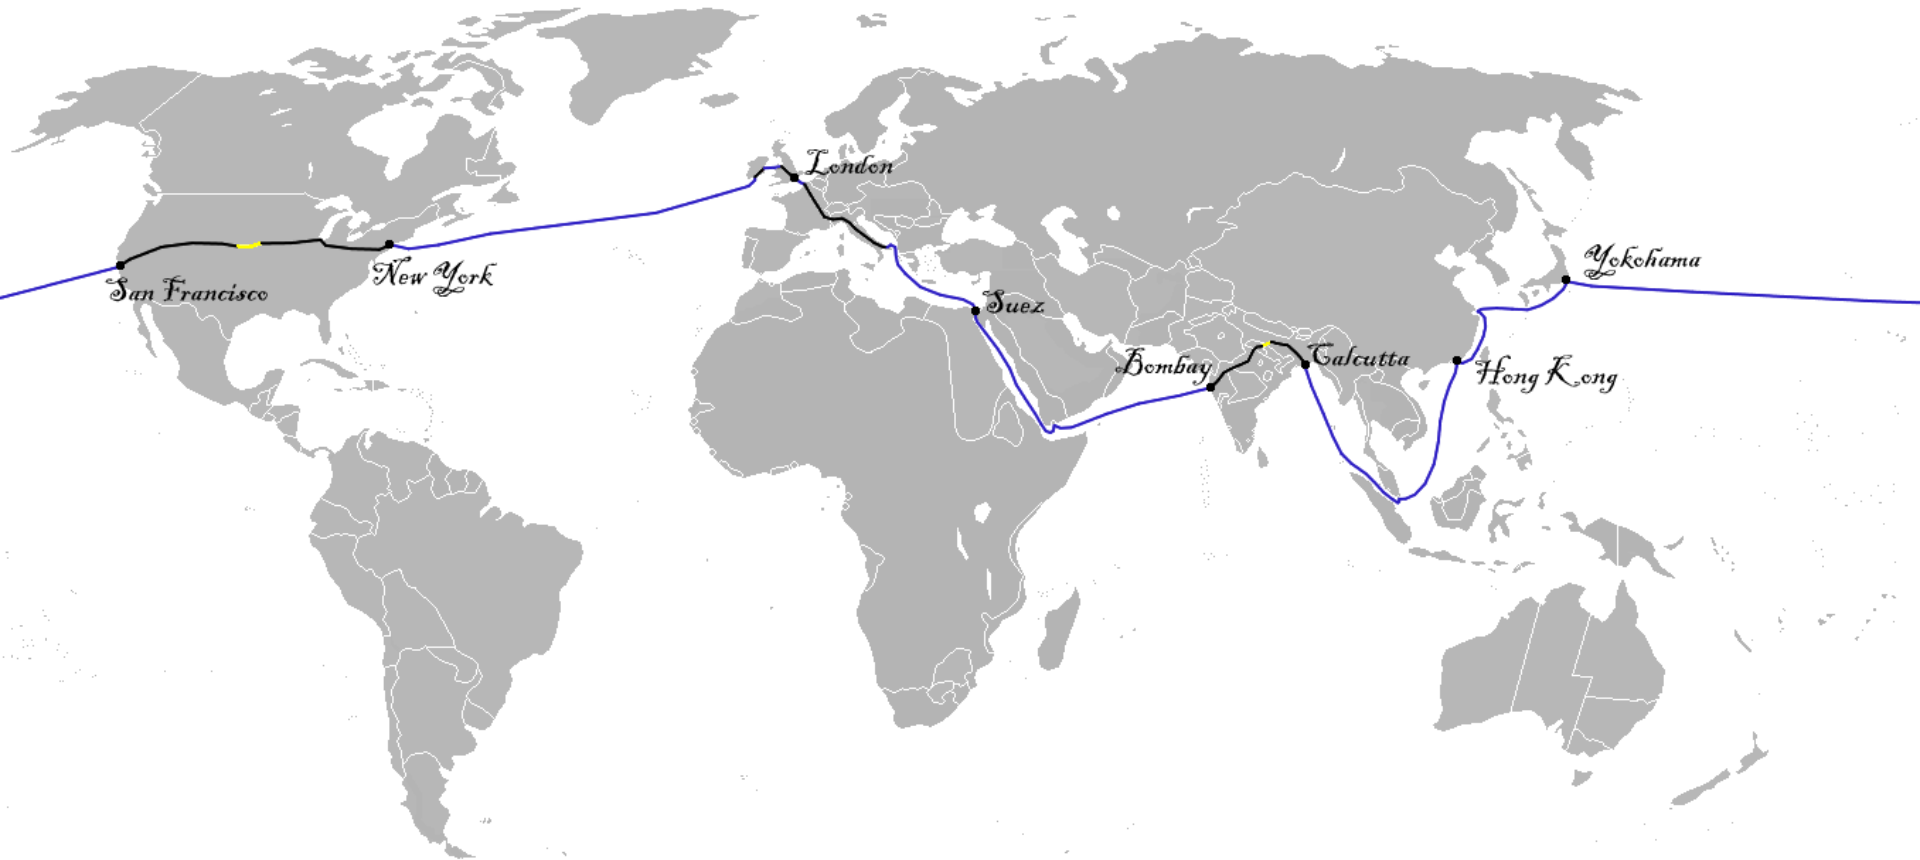 London
Yokohama
New York
San Francisco
Suez
Bombay
Calcutta
Hong Kong